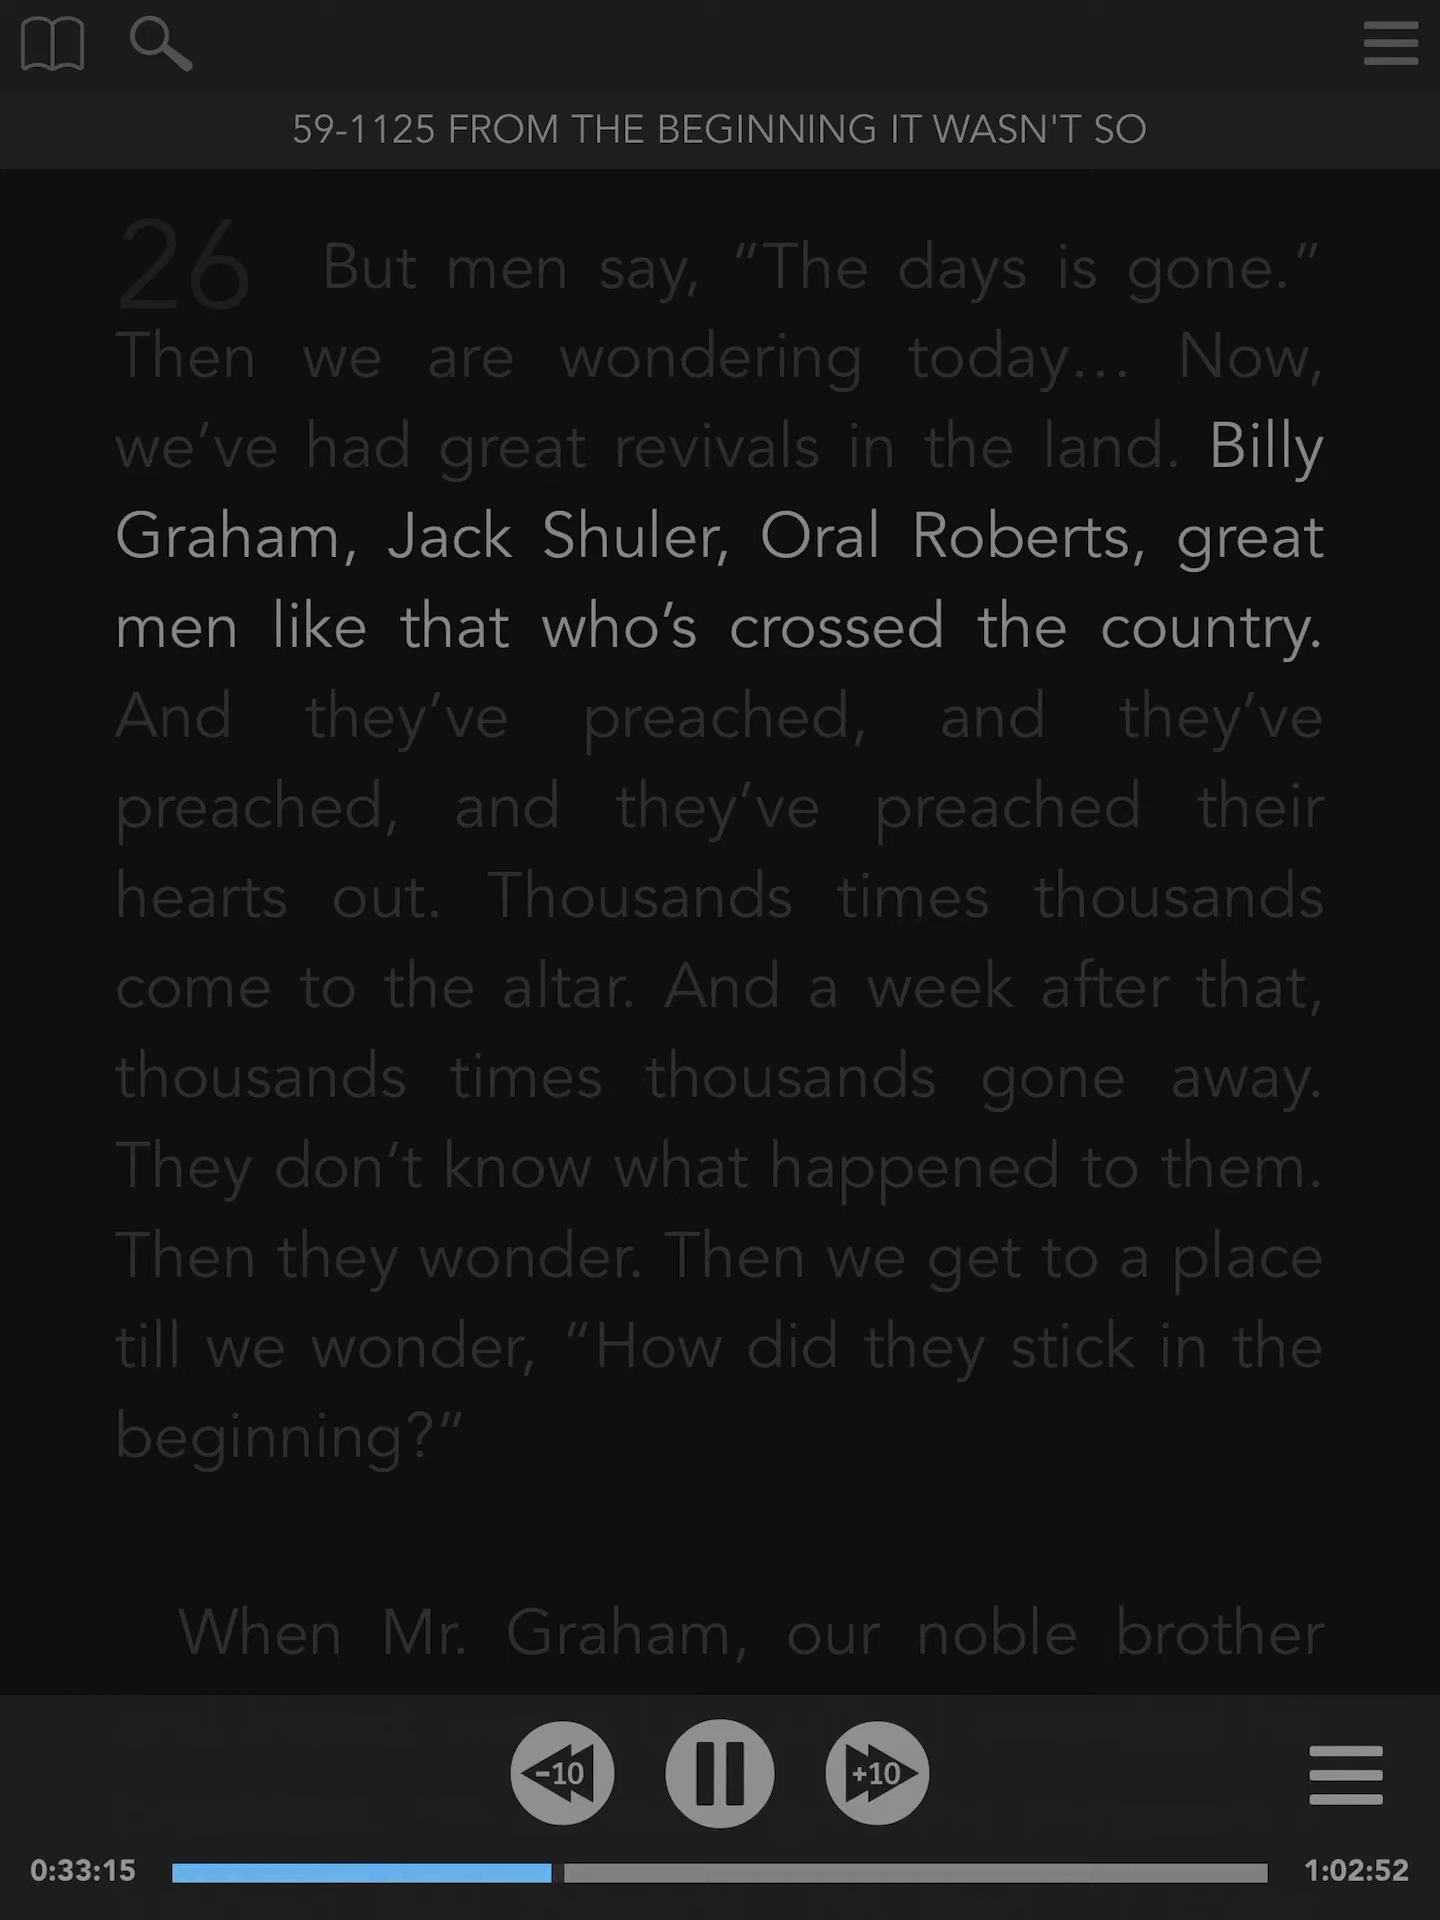 59-1125 FROM THE BEGINNING IT WASN'T SO
26 But men say, “The days is gone.”
Then we are wondering today… Now,
we’ve had great revivals in the land. Billy
Graham, Jack Shuler, Oral Roberts, great
men like that who’s crossed the country.
And they’ve preached, and they’ve
preached, and they’ve preached their
hearts out. Thousands times thousands
come to the altar. And a week after that,
thousands times thousands gone away.
They don’t know what happened to them.
Then they wonder. Then we get to a place
till we wonder, “How did they stick in the
beginning?”
When Mr. Graham, our noble brother
-10 +10
0:33:15 1:02:52